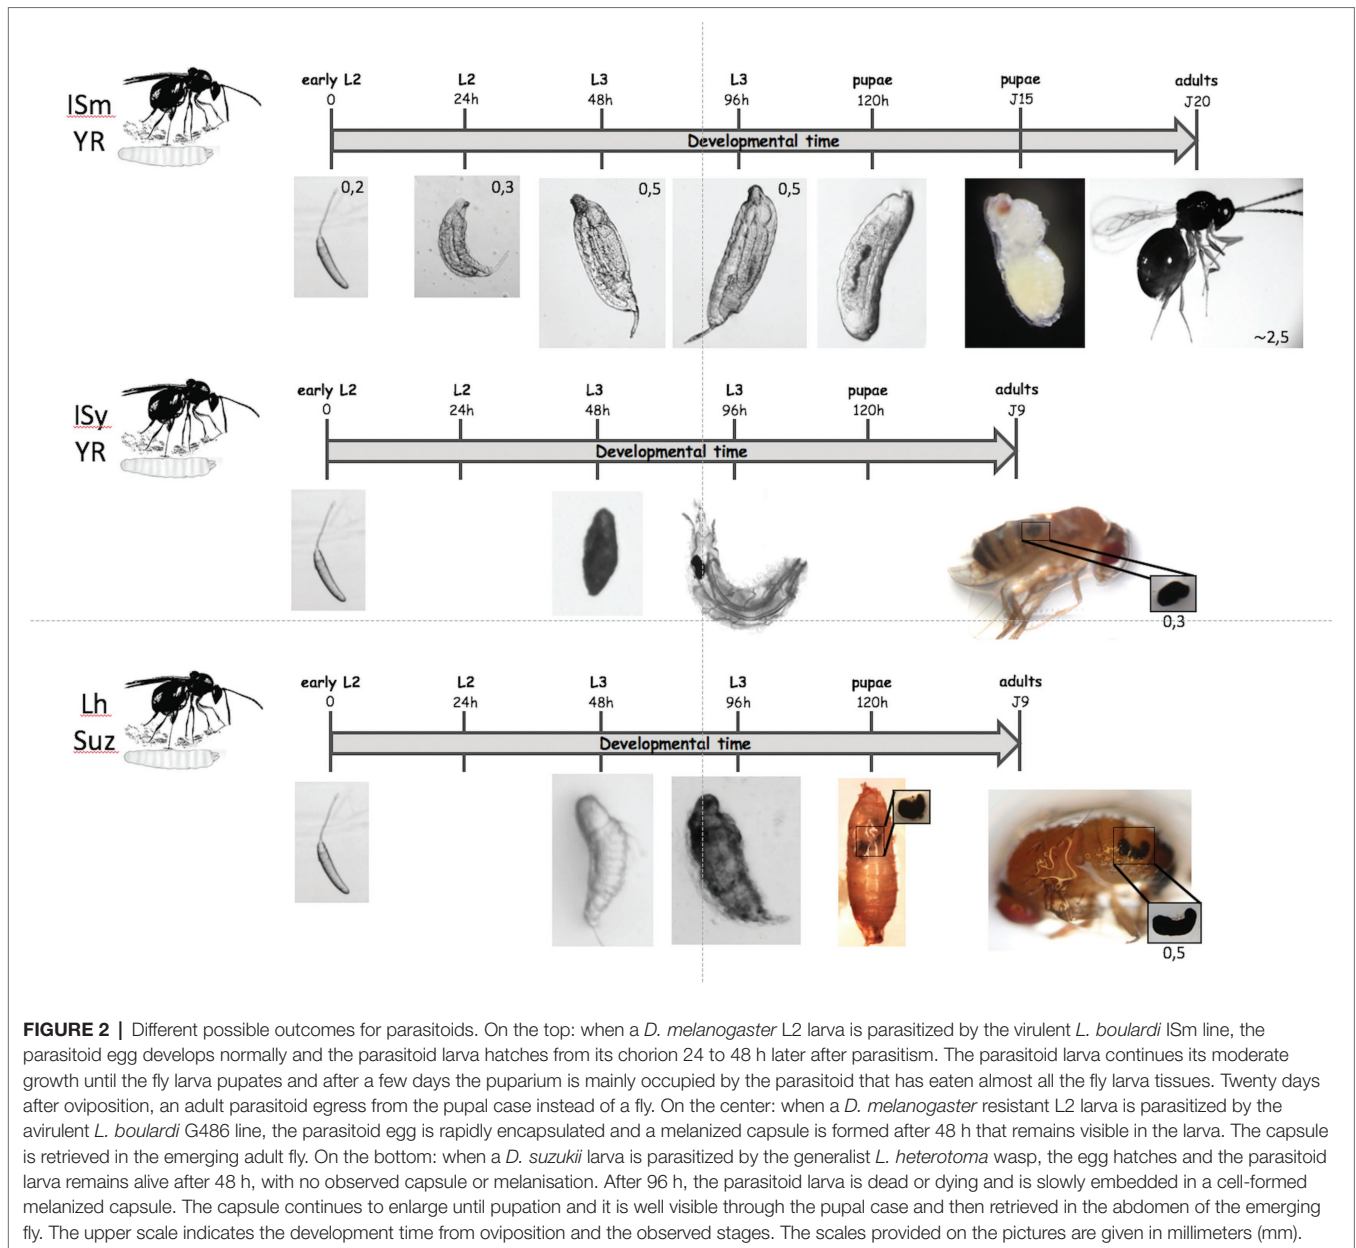 ISm
YR
early L2 L2 L3 L3 pupae pupae adults
0 24h 48h 96h 120h J15 J20
Developmental time
0,2 0,3 0,5 0,5
~2,5
ISy
YR
early L2 L2 L3 L3 pupae adults
0 24h 48h 96h 120h J9
Developmental time
0,3
Lh
Suz
early L2 L2 L3 L3 pupae adults
0 24h 48h 96h 120h J9
Developmental time
0,5
FIGURE 2 | Different possible outcomes for parasitoids. On the top: when a D. melanogaster L2 larva is parasitized by the virulent L. boulardi ISm line, the
parasitoid egg develops normally and the parasitoid larva hatches from its chorion 24 to 48 h later after parasitism. The parasitoid larva continues its moderate
growth until the fly larva pupates and after a few days the puparium is mainly occupied by the parasitoid that has eaten almost all the fly larva tissues. Twenty days
after oviposition, an adult parasitoid egress from the pupal case instead of a fly. On the center: when a D. melanogaster resistant L2 larva is parasitized by the
avirulent L. boulardi G486 line, the parasitoid egg is rapidly encapsulated and a melanized capsule is formed after 48 h that remains visible in the larva. The capsule
is retrieved in the emerging adult fly. On the bottom: when a D. suzukii larva is parasitized by the generalist L. heterotoma wasp, the egg hatches and the parasitoid
larva remains alive after 48 h, with no observed capsule or melanisation. After 96 h, the parasitoid larva is dead or dying and is slowly embedded in a cell-formed
melanized capsule. The capsule continues to enlarge until pupation and it is well visible through the pupal case and then retrieved in the abdomen of the emerging
fly. The upper scale indicates the development time from oviposition and the observed stages. The scales provided on the pictures are given in millimeters (mm).